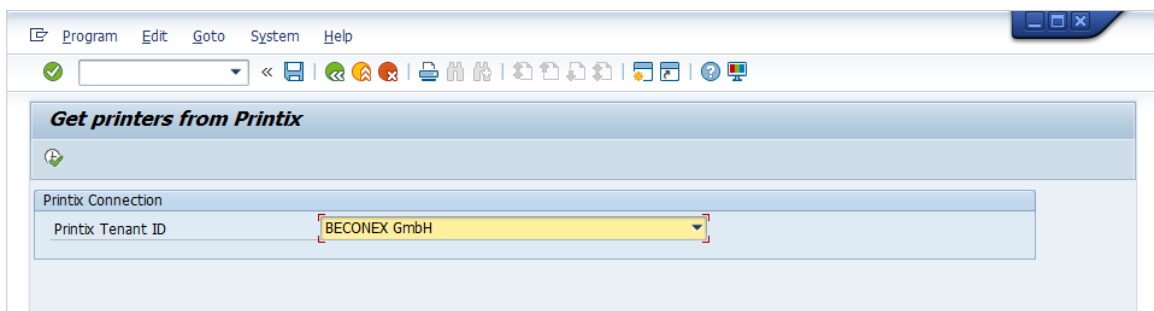 Program Edit Goto System Help
Get printers from Printix
Printix Connection
Printix Tenant ID BECONEX GmbH